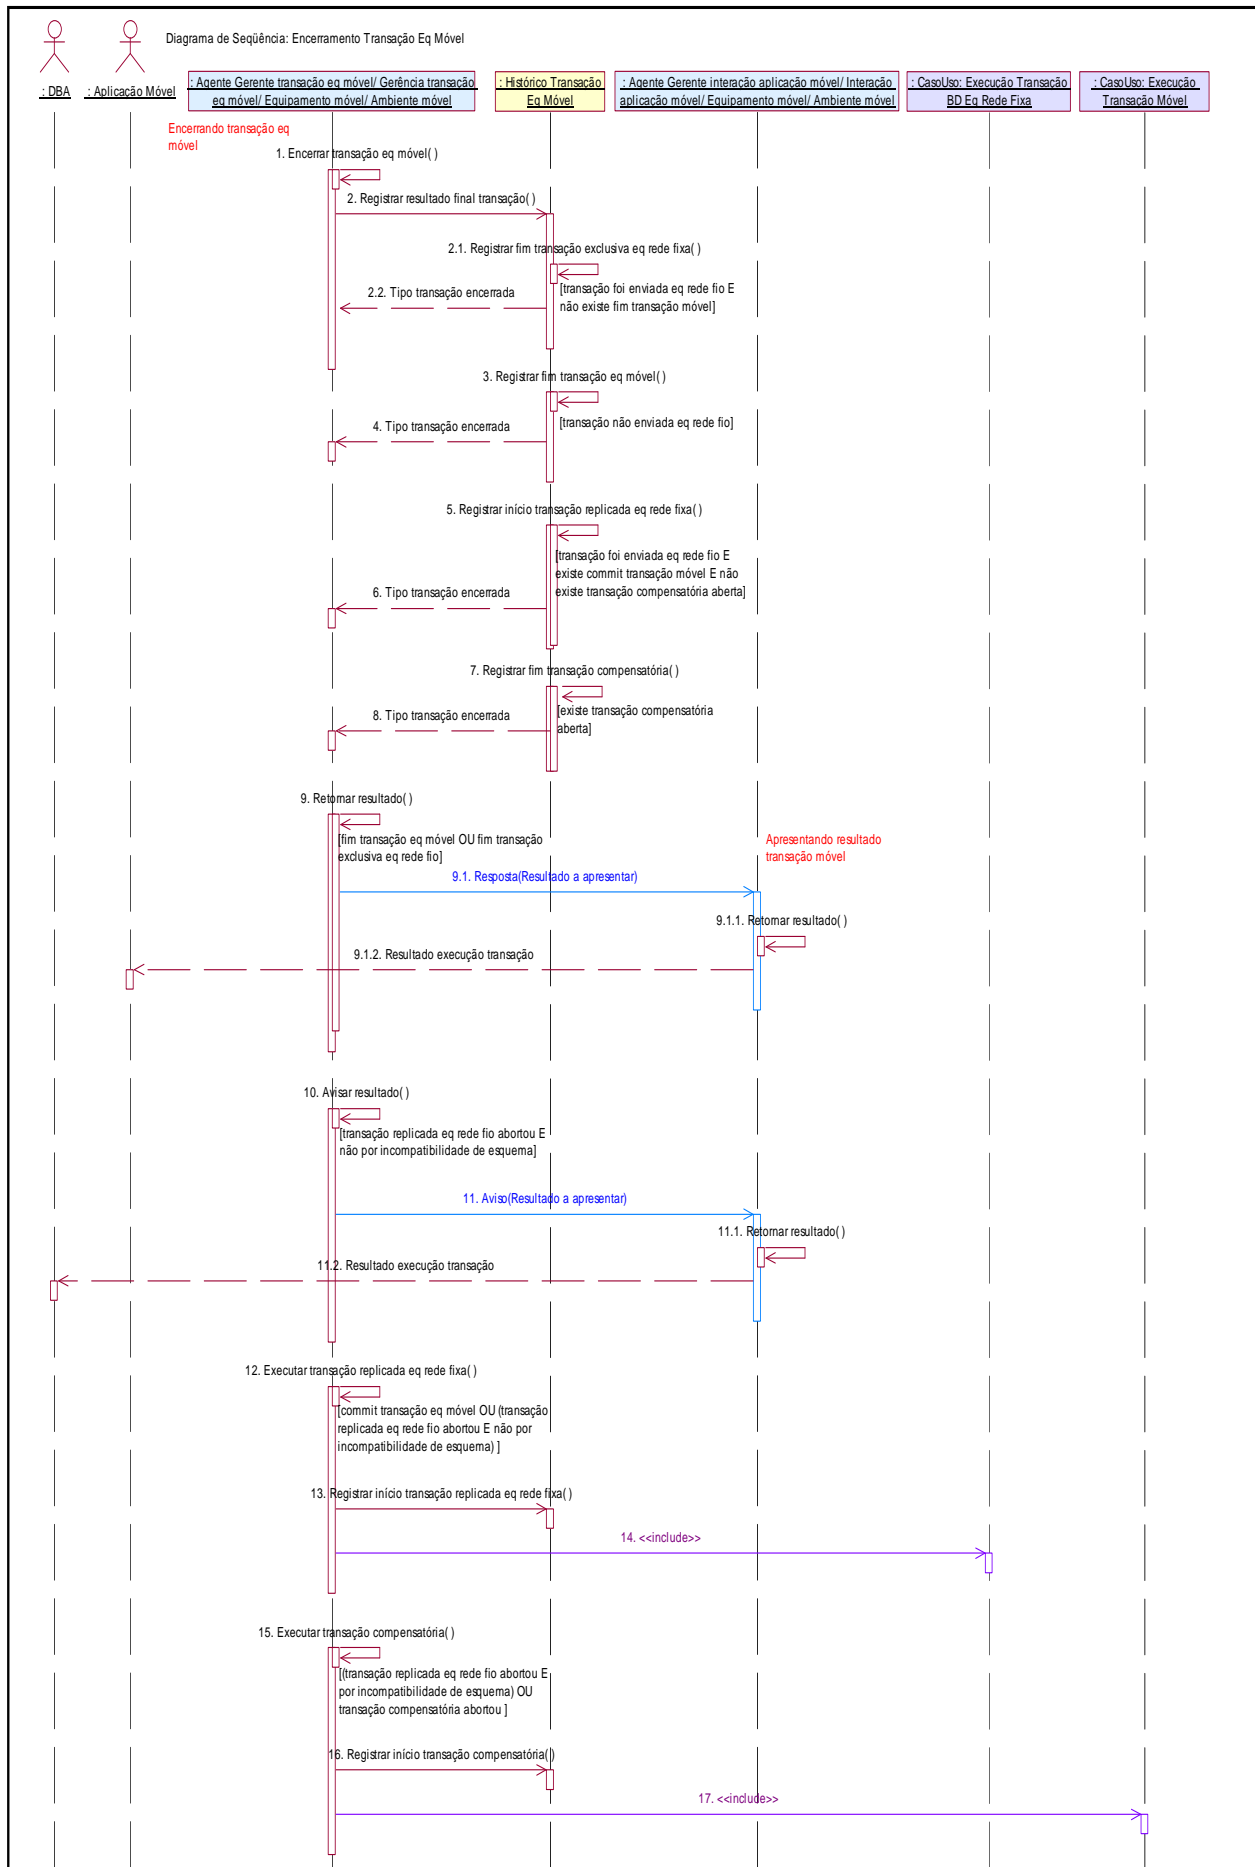 Diagrama de Seqüência: Encerramento Transação Eq Móvel
: DBA
: Aplicação Móvel
: Agente Gerente transação eq móvel/ Gerência transação
eq móvel/ Equipamento móvel/ Ambiente móvel
: Histórico Transação
Eq Móvel
: Agente Gerente interação aplicação móvel/ Interação
aplicação móvel/ Equipamento móvel/ Ambiente móvel
: CasoUso: Execução Transação
BD Eq Rede Fixa
: CasoUso: Execução
Transação Móvel
Encerrando transação eq
móvel
1. Encerrar transação eq móvel( )
2. Registrar resultado final transação( )
2.1. Registrar fim transação exclusiva eq rede fixa( )
[transação foi enviada eq rede fio E
não existe fim transação móvel]
2.2. Tipo transação encerrada
3. Registrar fim transação eq móvel( )
[transação não enviada eq rede fio]
4. Tipo transação encerrada
5. Registrar início transação replicada eq rede fixa( )
[transação foi enviada eq rede fio E
existe commit transação móvel E não
existe transação compensatória aberta]
6. Tipo transação encerrada
7. Registrar fim transação compensatória( )
[existe transação compensatória
aberta]
8. Tipo transação encerrada
9. Retornar resultado( )
[fim transação eq móvel OU fim transação
exclusiva eq rede fio]
Apresentando resultado
transação móvel
9.1. Resposta(Resultado a apresentar)
9.1.1. Retornar resultado( )
9.1.2. Resultado execução transação
10. Avisar resultado( )
[transação replicada eq rede fio abortou E
não por incompatibilidade de esquema]
11. Aviso(Resultado a apresentar)
11.1. Retornar resultado( )
11.2. Resultado execução transação
12. Executar transação replicada eq rede fixa( )
[commit transação eq móvel OU (transação
replicada eq rede fio abortou E não por
incompatibilidade de esquema) ]
13. Registrar início transação replicada eq rede fixa( )
14. <<include>>
15. Executar transação compensatória( )
[(transação replicada eq rede fio abortou E
por incompatibilidade de esquema) OU
transação compensatória abortou ]
16. Registrar início transação compensatória( )
17. <<include>>